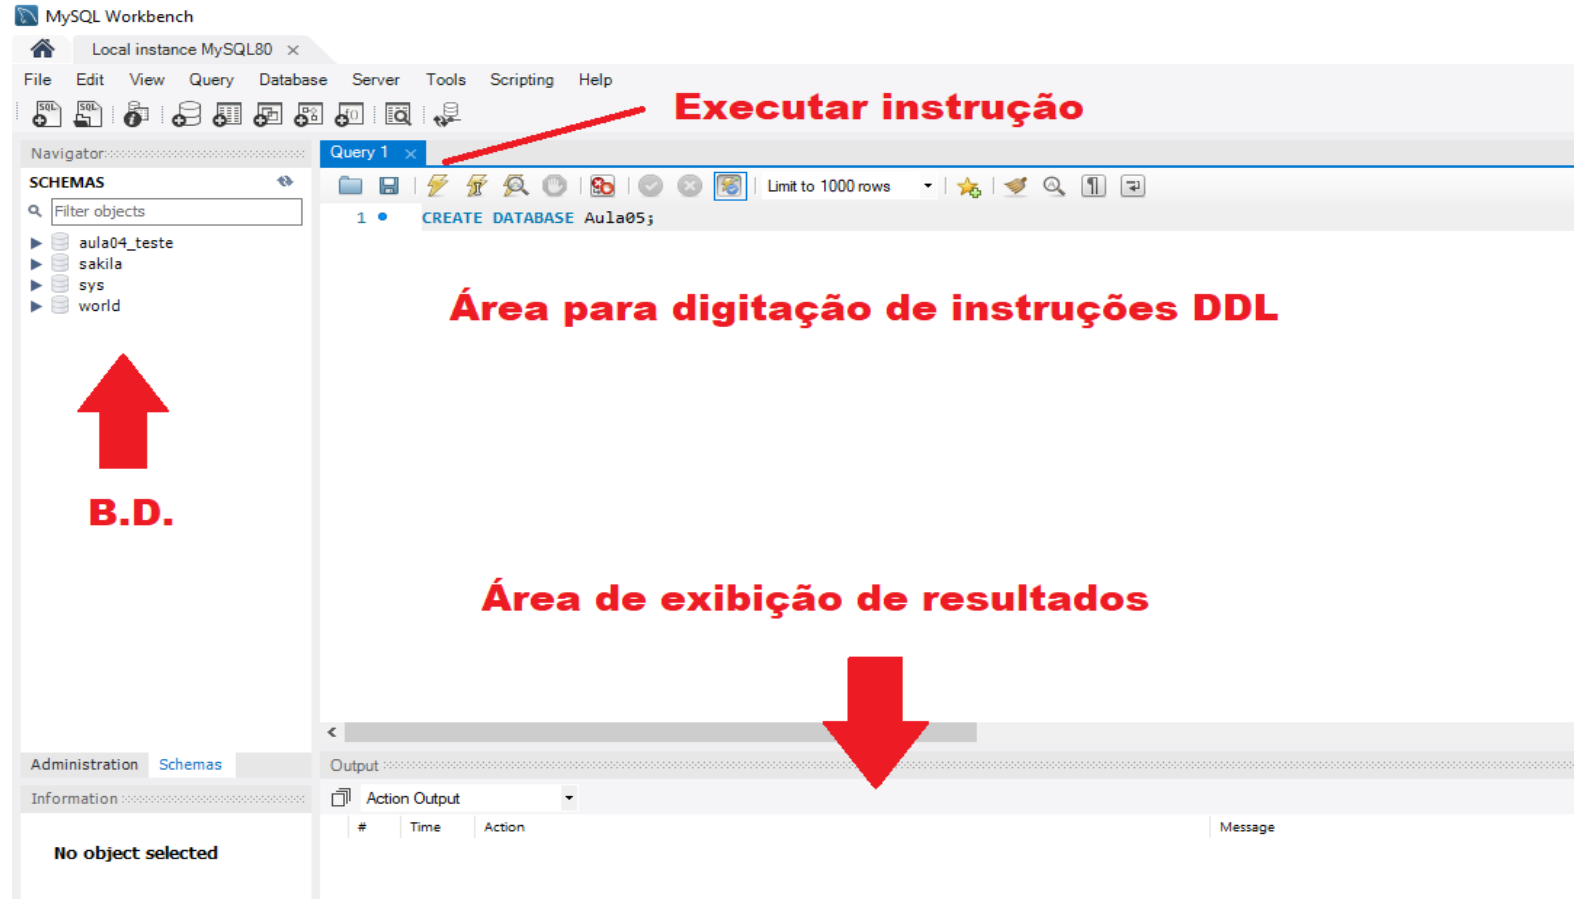 MySQL Workbench
Local instance MySQL80
File Edit View Query Database Server Tools Scripting Help
Executar instrução
Navigator
Query 1
SCHEMAS
Limit to 1000 rows
Filter objects
1 CREATE DATABASE Aula05;
aula04_teste
sakila
sys
world
Área para digitação de instruções DDL
B.D.
Área de exibição de resultados
Administration Schemas
Output
Information
Action Output
# Time Action Message
No object selected